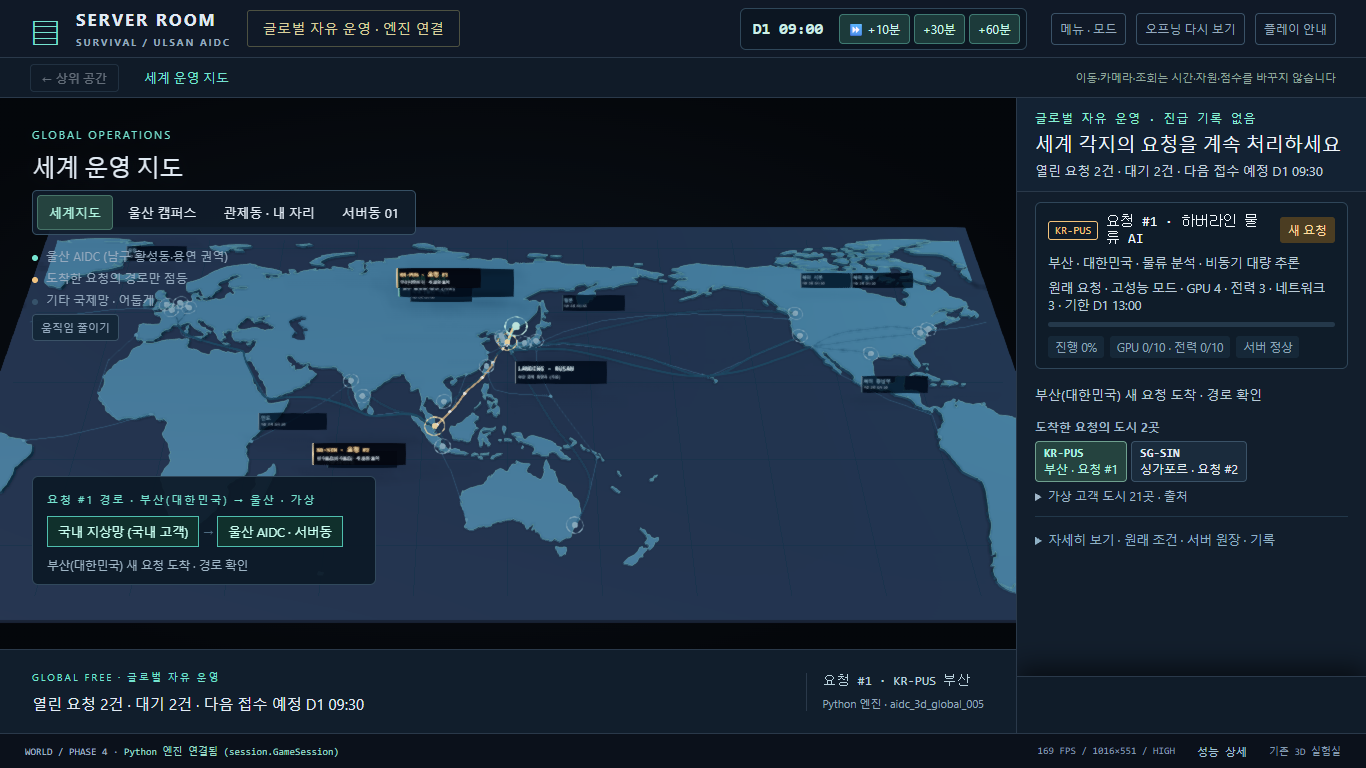 SERVER ROOM
SURVIVAL / ULSAN AIDC
글로벌 자유 운영 · 엔진 연결
D1 09:00
⏩ +10분
+30분
+60분
메뉴 · 모드
오프닝 다시 보기
플레이 안내
← 상위 공간
세계 운영 지도
이동·카메라·조회는 시간·자원·점수를 바꾸지 않습니다
GLOBAL OPERATIONS
세계 운영 지도
세계지도
울산 캠퍼스
관제동 · 내 자리
서버동 01
울산 AIDC (남구 황성동·용연 권역)
도착한 요청의 경로만 점등
기타 국제망 · 어둡게
움직임 줄이기
KR-PUS · 요청 #1
LANDING · BUSAN
SG-SIN · 요청 #2
요청 #1 경로 · 부산(대한민국) → 울산 · 가상
국내 지상망 (국내 고객)
→
울산 AIDC · 서버동
부산(대한민국) 새 요청 도착 · 경로 확인
글로벌 자유 운영 · 진급 기록 없음
세계 각지의 요청을 계속 처리하세요
열린 요청 2건 · 대기 2건 · 다음 접수 예정 D1 09:30
KR-PUS
요청 #1 · 하버라인 물
류 AI
새 요청
부산 · 대한민국 · 물류 분석 · 비동기 대량 추론
원래 요청 · 고성능 모드 · GPU 4 · 전력 3 · 네트워크
3 · 기한 D1 13:00
진행 0%
GPU 0/10 · 전력 0/10
서버 정상
부산(대한민국) 새 요청 도착 · 경로 확인
도착한 요청의 도시 2곳
KR-PUS
부산 · 요청 #1
SG-SIN
싱가포르 · 요청 #2
▶ 가상 고객 도시 21곳 · 출처
▶ 자세히 보기 · 원래 조건 · 서버 원장 · 기록
GLOBAL FREE · 글로벌 자유 운영
열린 요청 2건 · 대기 2건 · 다음 접수 예정 D1 09:30
요청 #1 · KR-PUS 부산
Python 엔진 · aidc_3d_global_005
WORLD / PHASE 4 · Python 엔진 연결됨 (session.GameSession)
169 FPS / 1016×551 / HIGH
성능 상세
기존 3D 실험실